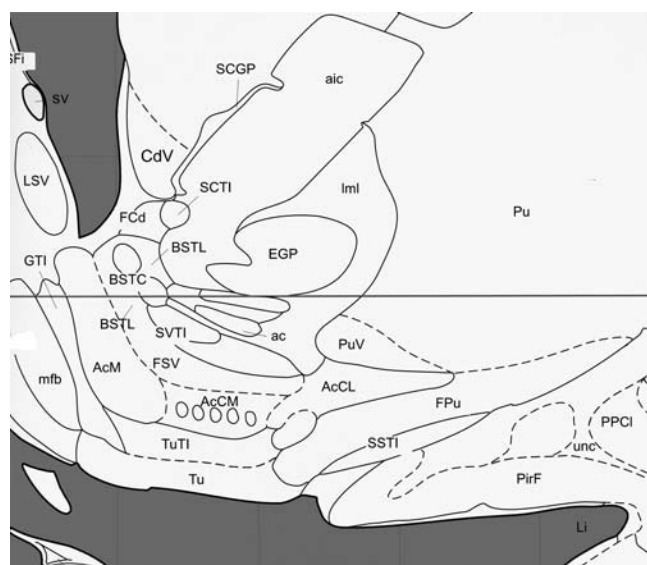 SFi
SCGP
aic
SV
CdV
LSV
SCTI
lml
FCd
Pu
BSTL
GTI
EGP
BSTC
BSTL
SVTI
ac
PuV
mfb
AcM
FSV
AcCL
AcCM
FPu
PPCl
TuTI
SSTI
unc
Tu
PirF
Li